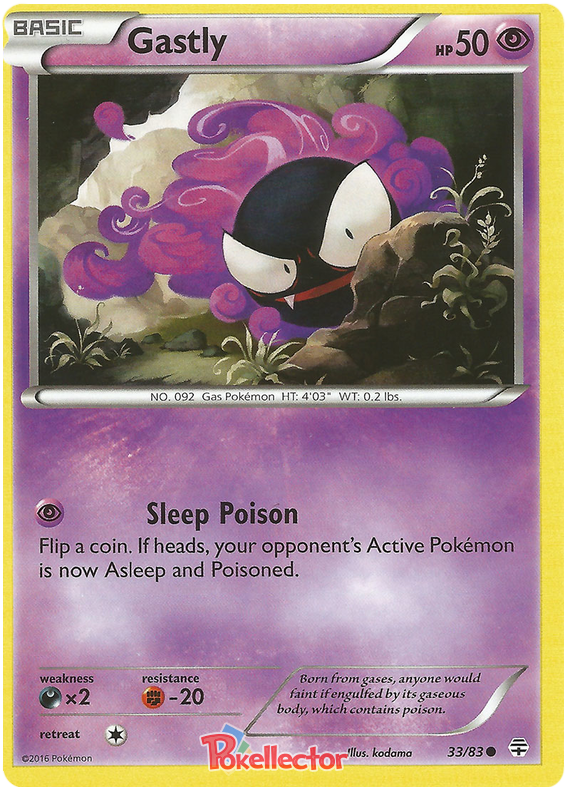 BASIC
Gastly
HP50
NO. 092 Gas Pokémon HT: 4'03" WT: 0.2 lbs.
Sleep Poison
Flip a coin. If heads, your opponent's Active Pokémon
is now Asleep and Poisoned.
weakness
×2
resistance
-20
retreat
Born from gases, anyone would
faint if engulfed by its gaseous
body, which contains poison.
©2016 Pokémon
Pokellector
Illus. kodama
33/83